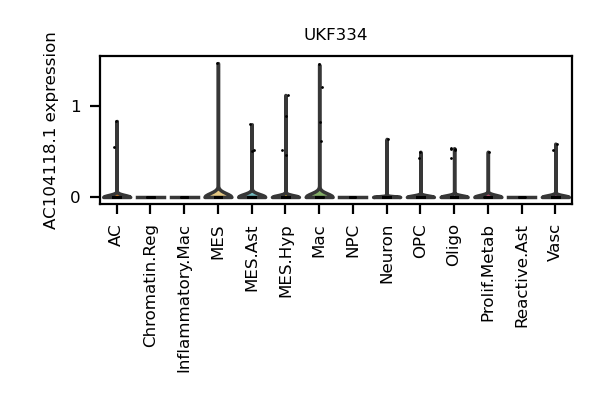 UKF334
AC104118.1 expression
1
0
AC
Chromatin.Reg
Inflammatory.Mac
MES
MES.Ast
MES.Hyp
Mac
NPC
Neuron
OPC
Oligo
Prolif.Metab
Reactive.Ast
Vasc